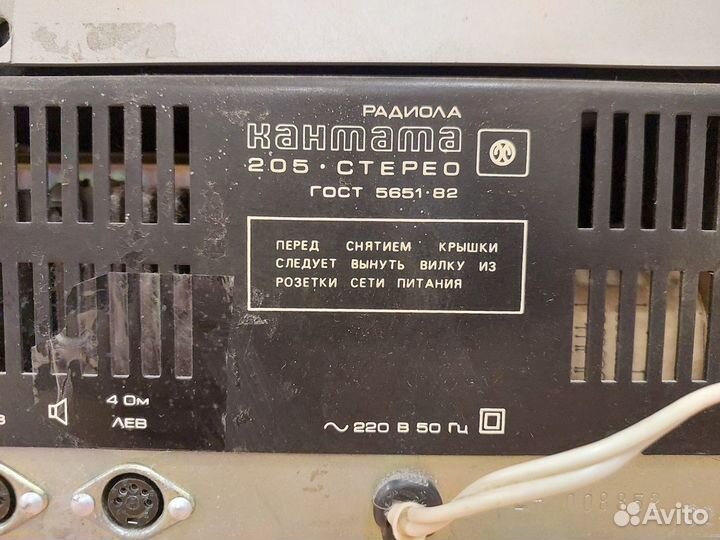 РАДИОЛА
кантата
205 · СТЕРЕО
ГОСТ 5651·82
ПЕРЕД СНЯТИЕМ КРЫШКИ
СЛЕДУЕТ ВЫНУТЬ ВИЛКУ ИЗ
РОЗЕТКИ СЕТИ ПИТАНИЯ
4 Ом
ЛЕВ
~ 220 В 50 Гц
Avito